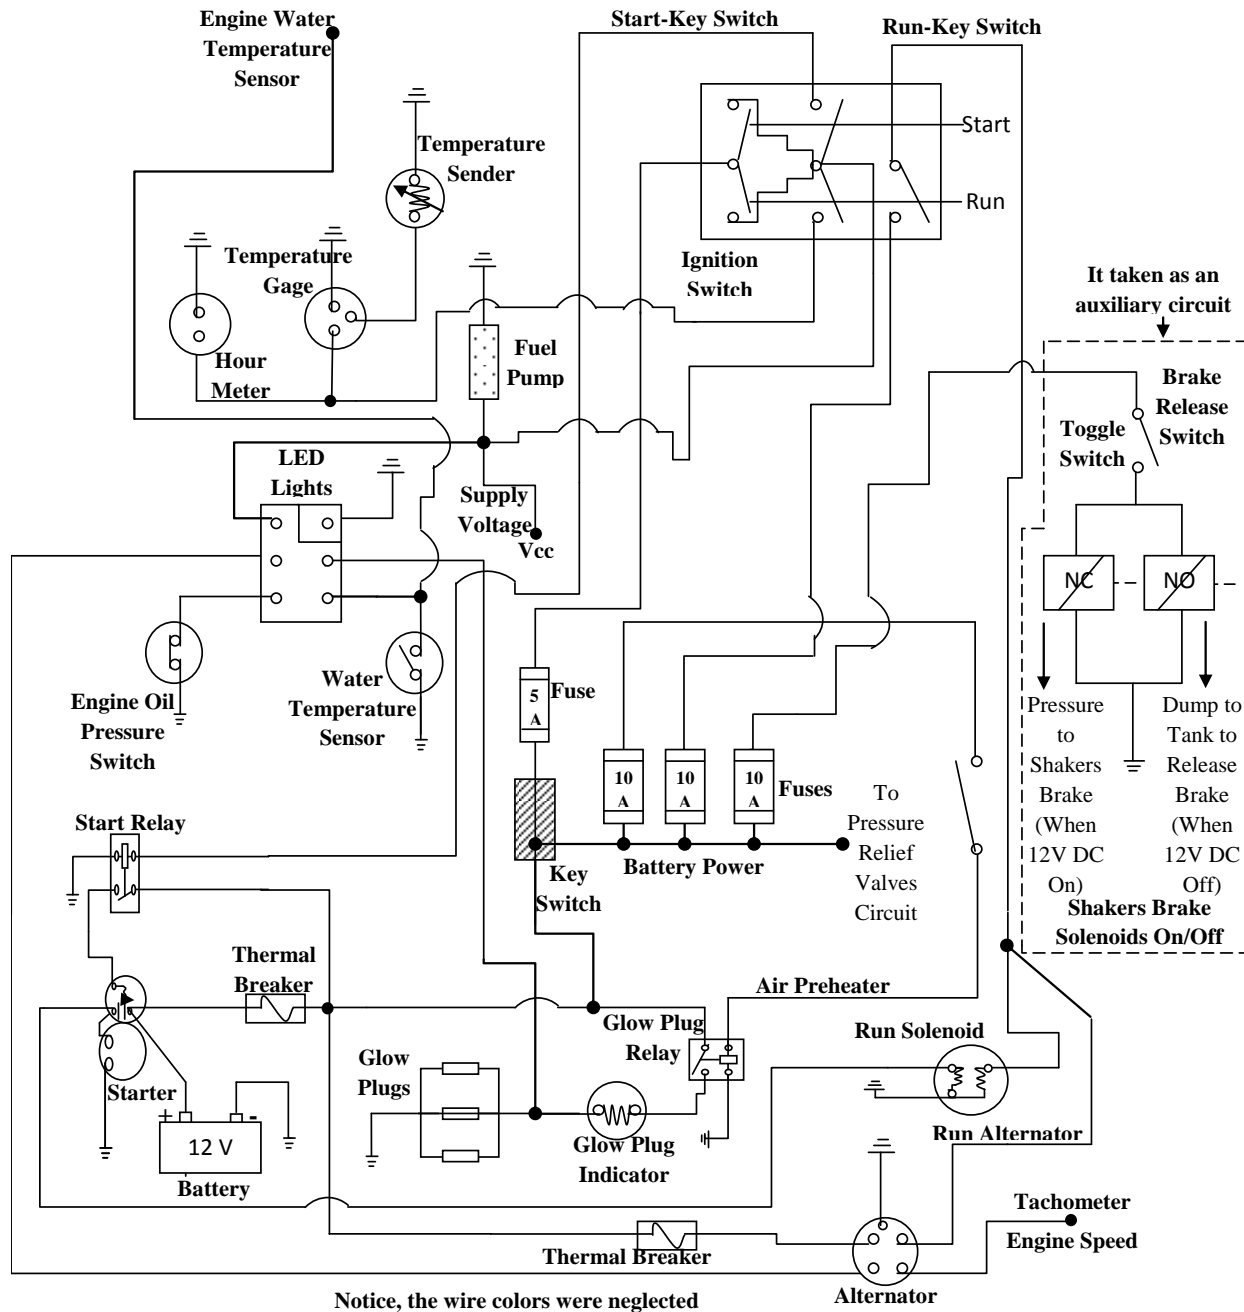 Engine Water
Temperature
Sensor
Start-Key Switch
Run-Key Switch
Temperature
Sender
Start
Run
Temperature
Gage
Ignition
Switch
It taken as an
auxiliary circuit
Hour
Meter
Fuel
Pump
Brake
Release
Switch
Toggle
Switch
LED
Lights
Supply
Voltage
Vcc
NC
NO
Engine Oil
Pressure
Switch
Water
Temperature
Sensor
5
A
Fuse
10
A
10
A
10
A
Fuses
To
Pressure
Relief
Valves
Circuit
Pressure
to
Shakers
Brake
(When
12V DC
On)
Dump to
Tank to
Release
Brake
(When
12V DC
Off)
Shakers Brake
Solenoids On/Off
Start Relay
Key
Switch
Battery Power
Thermal
Breaker
Air Preheater
Glow Plug
Relay
Run Solenoid
Glow
Plugs
Starter
+
-
12 V
Battery
Glow Plug
Indicator
Run Alternator
Tachometer
Engine Speed
Thermal Breaker
Alternator
Notice, the wire colors were neglected